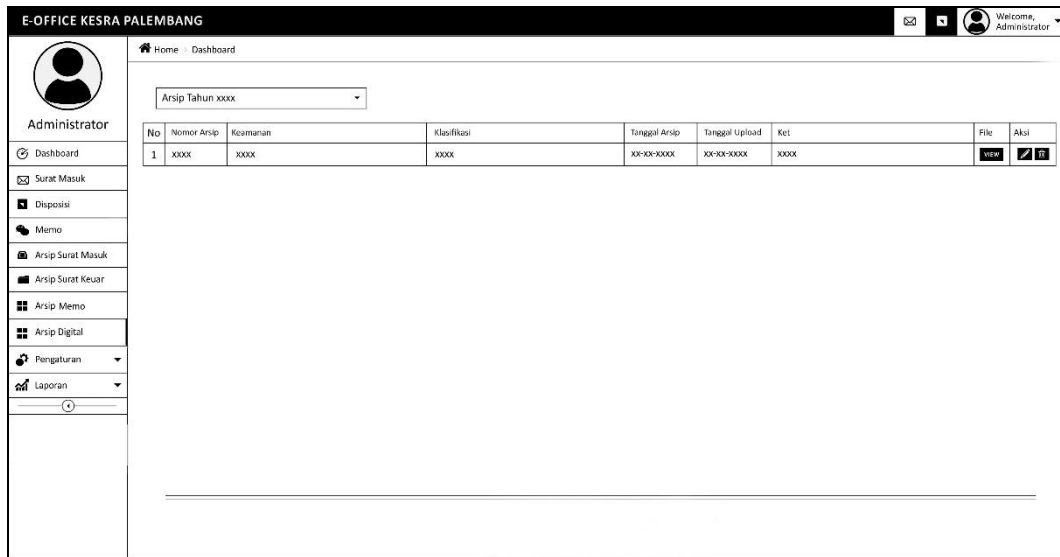 E-OFFICE KESRA PALEMBANG
Welcome,
Administrator
Home Dashboard
Administrator
Dashboard
Surat Masuk
Disposisi
Memo
Arsip Surat Masuk
Arsip Surat Keuar
Arsip Memo
Arsip Digital
Pengaturan
Laporan
Arsip Tahun xxxx
No Nomor Arsip Keamanan Klasifikasi Tanggal Arsip Tanggal Upload Ket File Aksi
1 xxxx xxxx xxxx xx-xx-xxxx xx-xx-xxxx xxxx VIEW